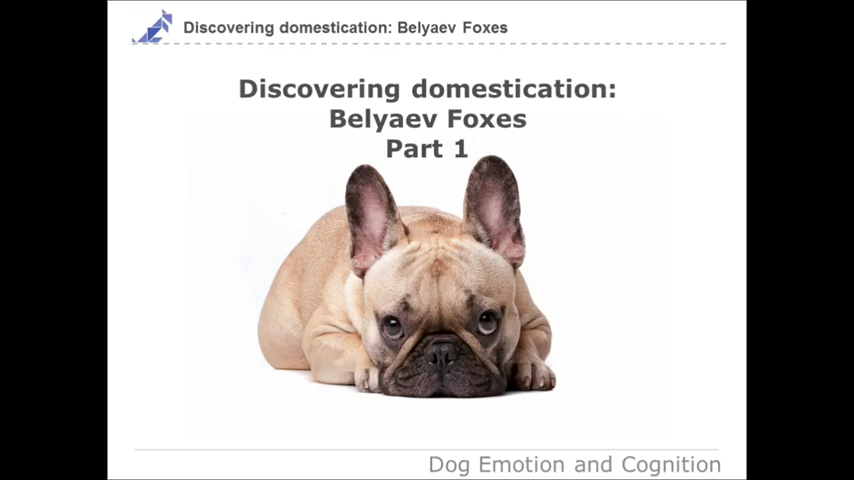 Discovering domestication: Belyaev Foxes
Discovering domestication:
Belyaev Foxes
Part 1
Dog Emotion and Cognition